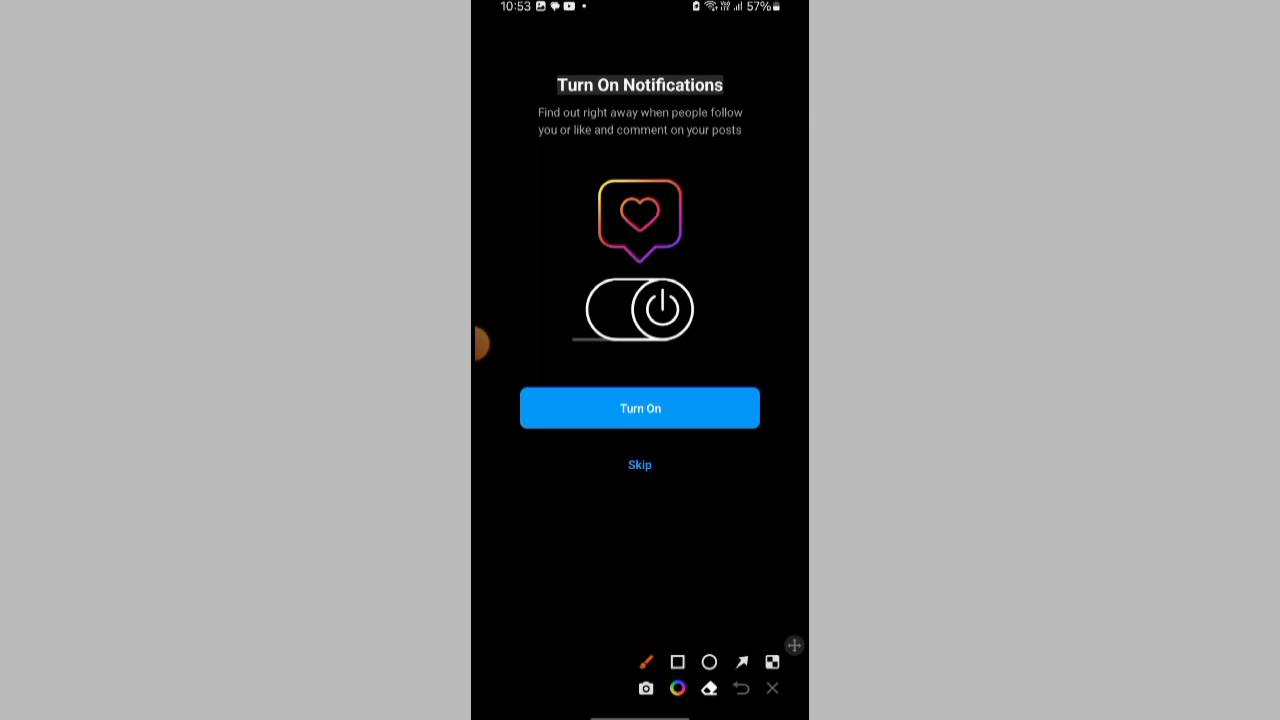 10:53 57%
Turn On Notifications
Find out right away when people follow
you or like and comment on your posts
Turn On
Skip